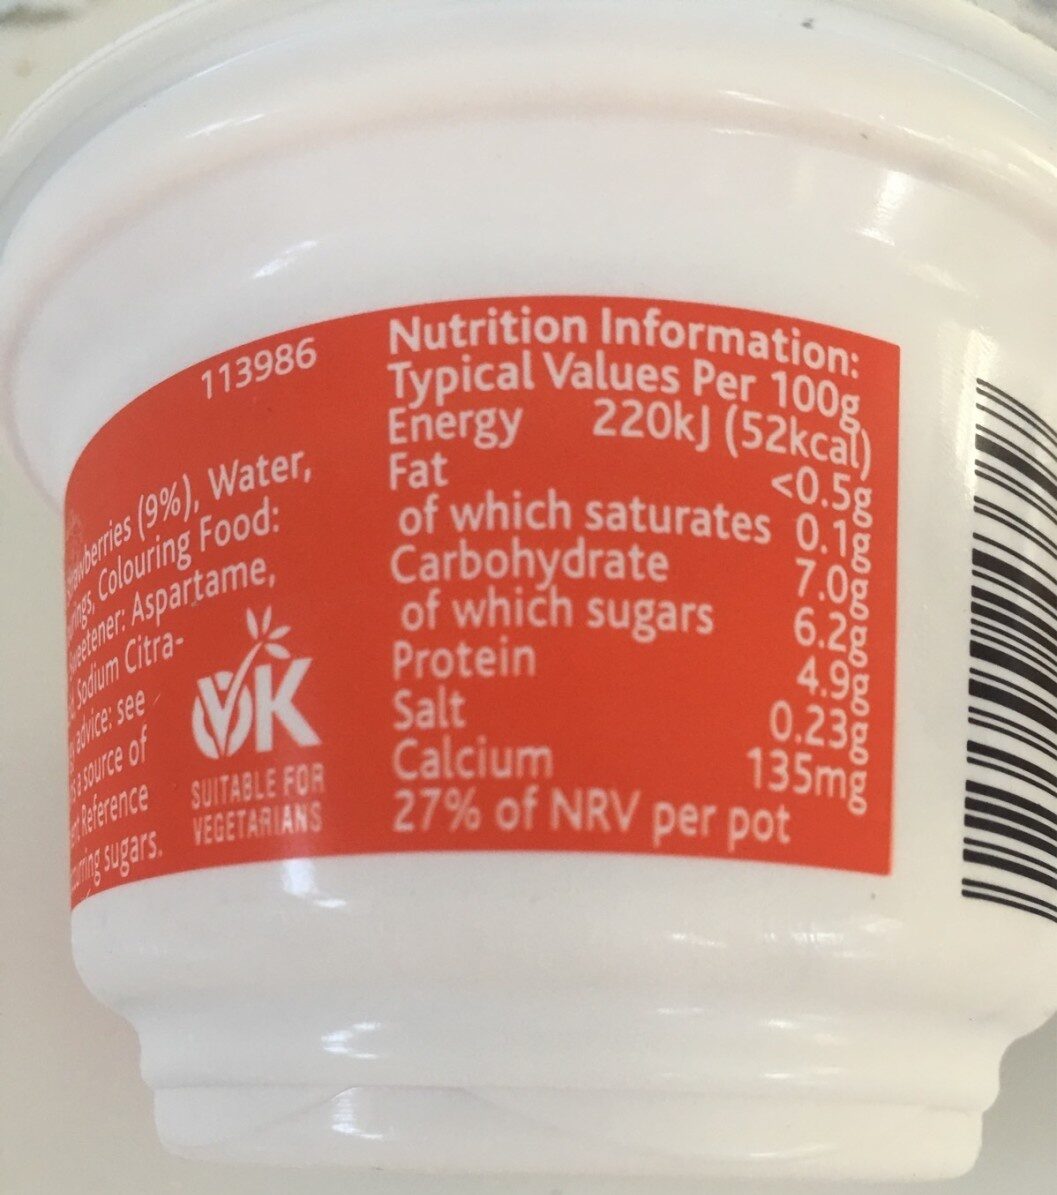 113986
(9%), Water,
Colouring Food:
Aspartame,
Sodium Citra-
advice: see
a source of
Reference
sugars.
VK
SUITABLE FOR
VEGETARIANS
Nutrition Information:
Typical Values Per 100g
Energy 220kJ (52kcal)
Fat <0.5g
of which saturates 0.1g
Carbohydrate 7.0g
of which sugars 6.2g
Protein 4.9g
Salt 0.23g
Calcium 135mg
27% of NRV per pot